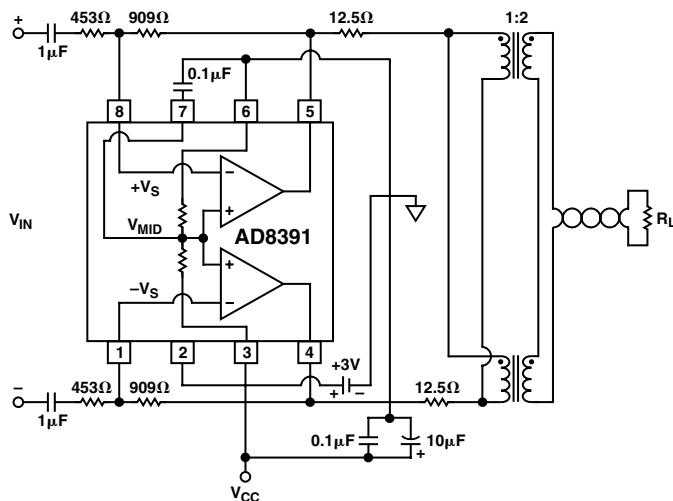 + 453Ω 909Ω 12.5Ω 1:2
1µF
0.1µF
8 7 6 5
+VS
–
VIN
VMID
+
AD8391
RL
+
–VS
–
1 2 3 4
+3V
+ –
453Ω 909Ω 12.5Ω
–
1µF
0.1µF 10µF
+
VCC